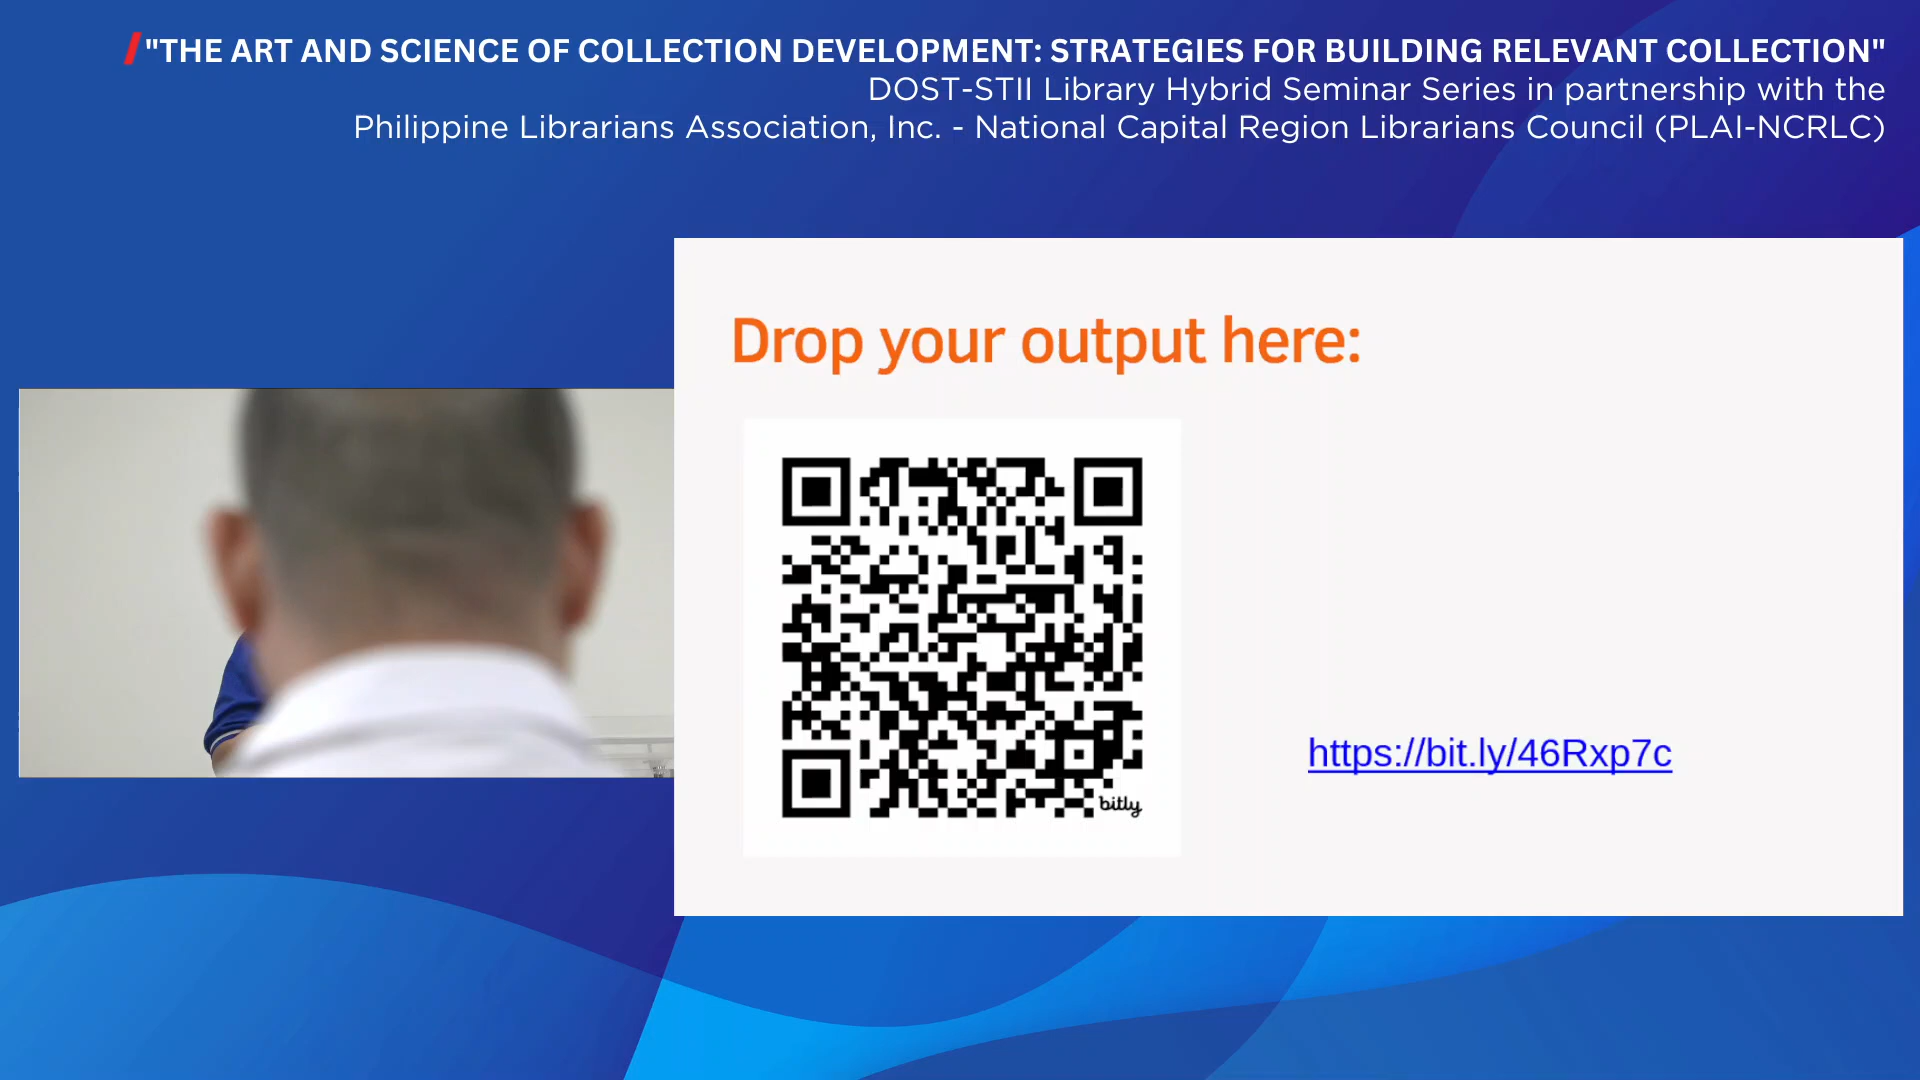 "THE ART AND SCIENCE OF COLLECTION DEVELOPMENT: STRATEGIES FOR BUILDING RELEVANT COLLECTION"
DOST-STII Library Hybrid Seminar Series in partnership with the
Philippine Librarians Association, Inc. - National Capital Region Librarians Council (PLAI-NCRLC)
Drop your output here:
bitly
https://bit.ly/46Rxp7c